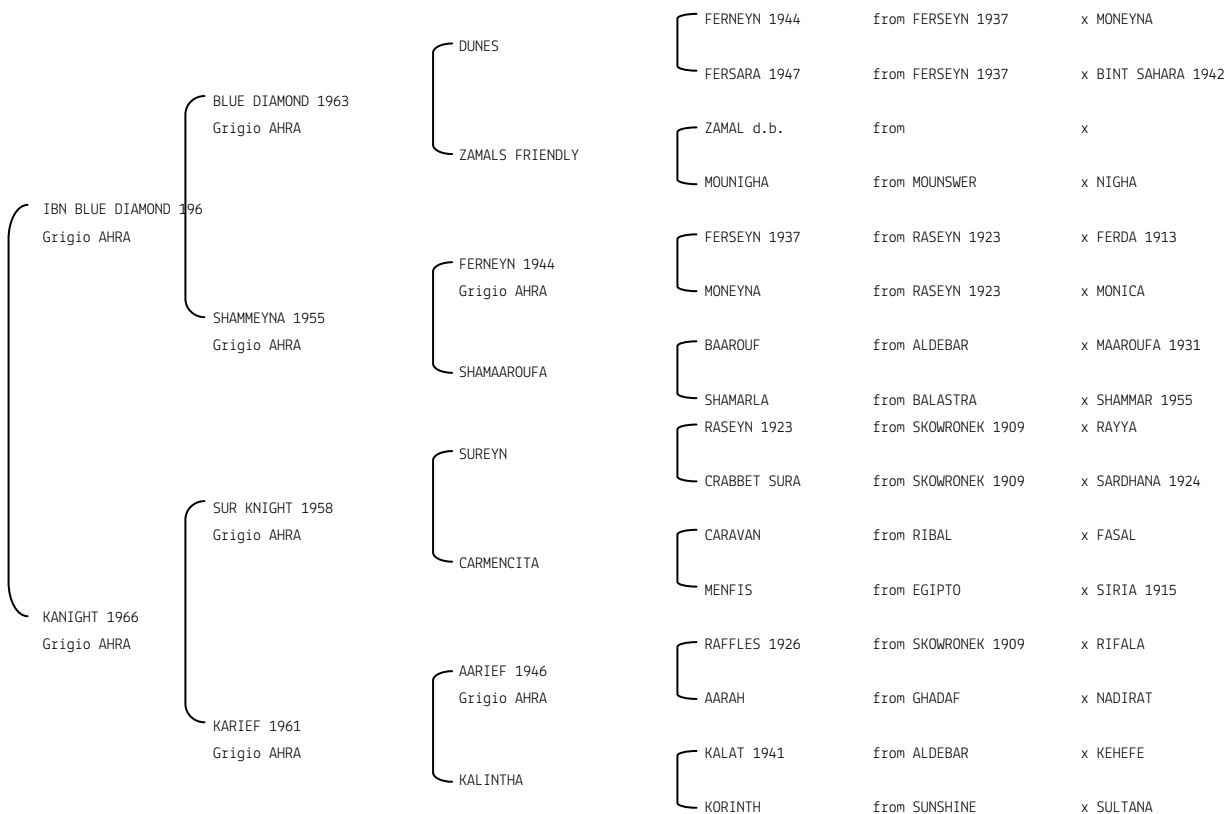 FERNEYN 1944 from FERSEYN 1937 x MONEYNA
DUNES
FERSARA 1947 from FERSEYN 1937 x BINT SAHARA 1942
BLUE DIAMOND 1963
Grigio AHRA
ZAMAL d.b. from x
ZAMALS FRIENDLY
MOUNIGHA from MOUNSWER x NIGHA
IBN BLUE DIAMOND 196
Grigio AHRA
FERSEYN 1937 from RASEYN 1923 x FERDA 1913
FERNEYN 1944
Grigio AHRA
MONEYNA from RASEYN 1923 x MONICA
SHAMMEYNA 1955
Grigio AHRA
BAAROUF from ALDEBAR x MAAROUFA 1931
SHAMAAROUFA
SHAMARLA from BALASTRA x SHAMMAR 1955
RASEYN 1923 from SKOWRONEK 1909 x RAYYA
SUREYN
CRABBET SURA from SKOWRONEK 1909 x SARDHANA 1924
SUR KNIGHT 1958
Grigio AHRA
CARAVAN from RIBAL x FASAL
CARMENCITA
MENFIS from EGIPTO x SIRIA 1915
KANIGHT 1966
Grigio AHRA
RAFFLES 1926 from SKOWRONEK 1909 x RIFALA
AARIEF 1946
Grigio AHRA
AARAH from GHADAF x NADIRAT
KARIEF 1961
Grigio AHRA
KALAT 1941 from ALDEBAR x KEHEFE
KALINTHA
KORINTH from SUNSHINE x SULTANA